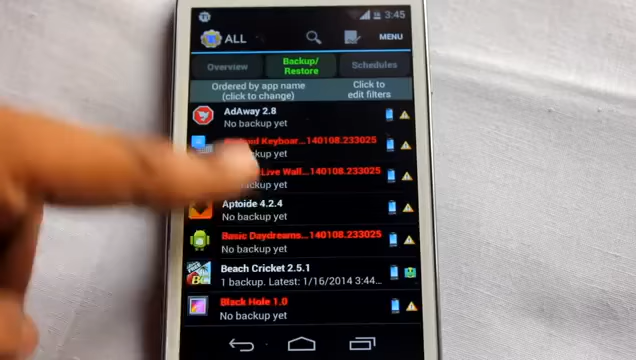 3:45
ALL
MENU
Overview
Backup/
Restore
Schedules
Ordered by app name
(click to change)
Click to
edit filters
AdAway 2.8
No backup yet
Keyboar...140108.233025
backup yet
Live Wall...140108.233025
backup yet
Aptoide 4.2.4
No backup yet
Basic Daydreams...140108.233025
No backup yet
Beach Cricket 2.5.1
1 backup. Latest: 1/16/2014 3:44...
Black Hole 1.0
No backup yet